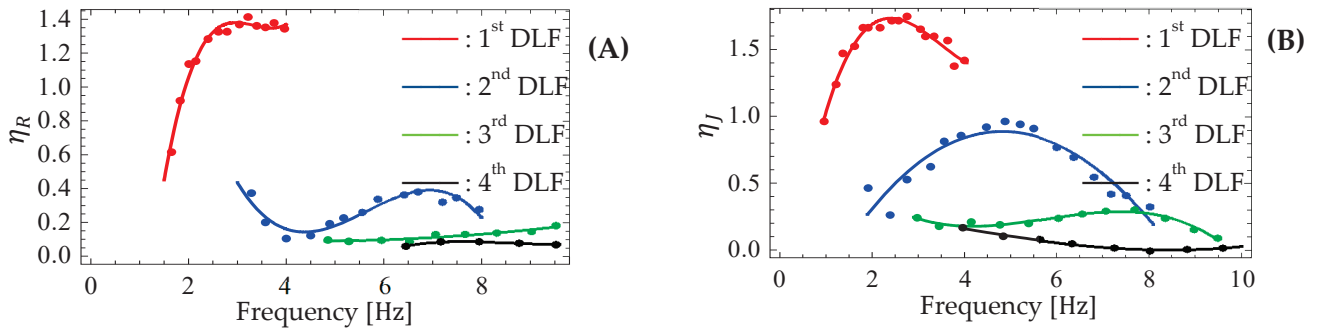 (A)
η_R
1.4
1.2
1.0
0.8
0.6
0.4
0.2
0.0
0 2 4 6 8
Frequency [Hz]
: 1st DLF
: 2nd DLF
: 3rd DLF
: 4th DLF
(B)
η_J
1.5
1.0
0.5
0.0
0 2 4 6 8 10
Frequency [Hz]
: 1st DLF
: 2nd DLF
: 3rd DLF
: 4th DLF